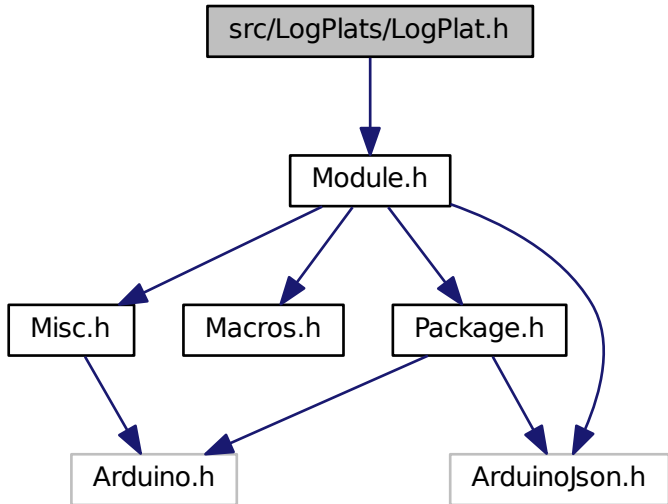 src/LogPlats/LogPlat.h
Module.h
Misc.h
Macros.h
Package.h
Arduino.h
ArduinoJson.h